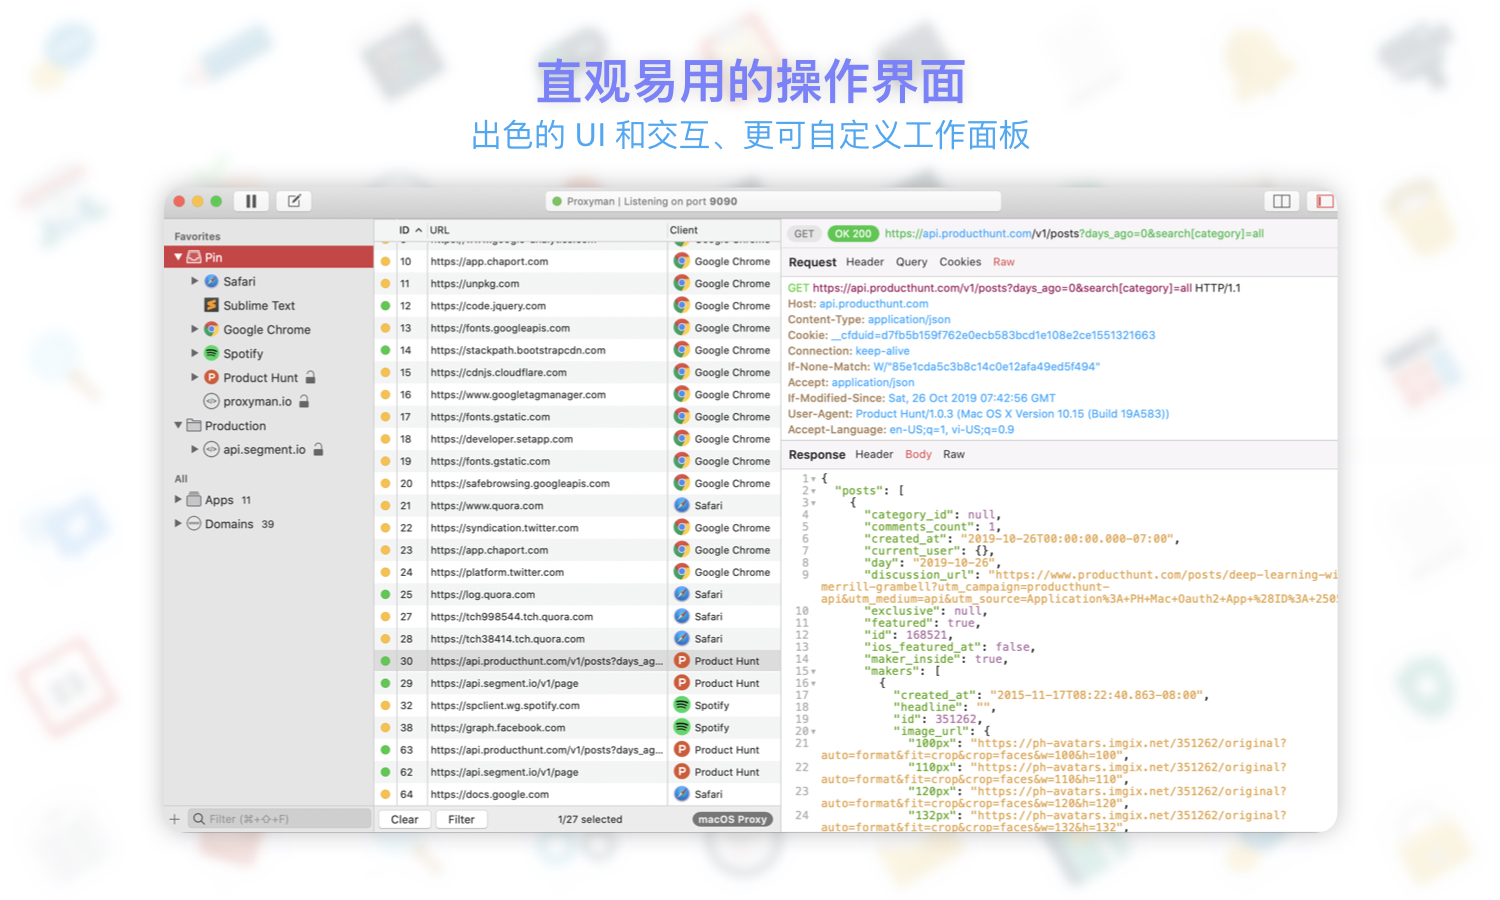 直观易用的操作界面
出色的 UI 和交互、更可自定义工作面板
Proxyman | Listening on port 9090
Favorites
Pin
Safari
Sublime Text
Google Chrome
Spotify
Product Hunt
proxyman.io
Production
api.segment.io
All
Apps 11
Domains 39
Filter (⌘+⇧+F)
ID URL Client
10 https://app.chaport.com Google Chrome
11 https://unpkg.com Google Chrome
12 https://code.jquery.com Google Chrome
13 https://fonts.googleapis.com Google Chrome
14 https://stackpath.bootstrapcdn.com Google Chrome
15 https://cdnjs.cloudflare.com Google Chrome
16 https://www.googletagmanager.com Google Chrome
17 https://fonts.gstatic.com Google Chrome
18 https://developer.setapp.com Google Chrome
19 https://fonts.gstatic.com Google Chrome
20 https://safebrowsing.googleapis.com Google Chrome
21 https://www.quora.com Safari
22 https://syndication.twitter.com Google Chrome
23 https://app.chaport.com Google Chrome
24 https://platform.twitter.com Google Chrome
25 https://log.quora.com Safari
27 https://tch998544.tch.quora.com Safari
28 https://tch38414.tch.quora.com Safari
30 https://api.producthunt.com/v1/posts?days_ag... Product Hunt
29 https://api.segment.io/v1/page Product Hunt
32 https://spclient.wg.spotify.com Spotify
38 https://graph.facebook.com Spotify
63 https://api.producthunt.com/v1/posts?days_ag... Product Hunt
62 https://api.segment.io/v1/page Product Hunt
64 https://docs.google.com Safari
Clear Filter 1/27 selected macOS Proxy
GET OK 200 https://api.producthunt.com/v1/posts?days_ago=0&search[category]=all
Request Header Query Cookies Raw
GET https://api.producthunt.com/v1/posts?days_ago=0&search[category]=all HTTP/1.1
Host: api.producthunt.com
Content-Type: application/json
Cookie: __cfduid=d7fb5b159f762e0ecb583bcd1e108e2ce1551321663
Connection: keep-alive
If-None-Match: W/"85e1cda5c3b8c14c0e12afa49ed5f494"
Accept: application/json
If-Modified-Since: Sat, 26 Oct 2019 07:42:56 GMT
User-Agent: Product Hunt/1.0.3 (Mac OS X Version 10.15 (Build 19A583))
Accept-Language: en-US;q=1, vi-US;q=0.9
Response Header Body Raw
1 {
2 "posts": [
3 {
4 "category_id": null,
5 "comments_count": 1,
6 "created_at": "2019-10-26T00:00:00.000-07:00",
7 "current_user": {},
8 "day": "2019-10-26",
9 "discussion_url": "https://www.producthunt.com/posts/deep-learning-wi
merrill-grambell?utm_campaign=producthunt-
api&utm_medium=api&utm_source=Application%3A+PH+Mac+Oauth2+App+%28ID%3A+250
10 "exclusive": null,
11 "featured": true,
12 "id": 168521,
13 "ios_featured_at": false,
14 "maker_inside": true,
15 "makers": [
16 {
17 "created_at": "2015-11-17T08:22:40.863-08:00",
18 "headline": "",
19 "id": 351262,
20 "image_url": {
21 "100px": "https://ph-avatars.imgix.net/351262/original?
auto=format&fit=crop&crop=faces&w=100&h=100",
22 "110px": "https://ph-avatars.imgix.net/351262/original?
auto=format&fit=crop&crop=faces&w=110&h=110",
23 "120px": "https://ph-avatars.imgix.net/351262/original?
auto=format&fit=crop&crop=faces&w=120&h=120",
24 "132px": "https://ph-avatars.imgix.net/351262/original?
auto=format&fit=crop&crop=faces&w=132&h=132",